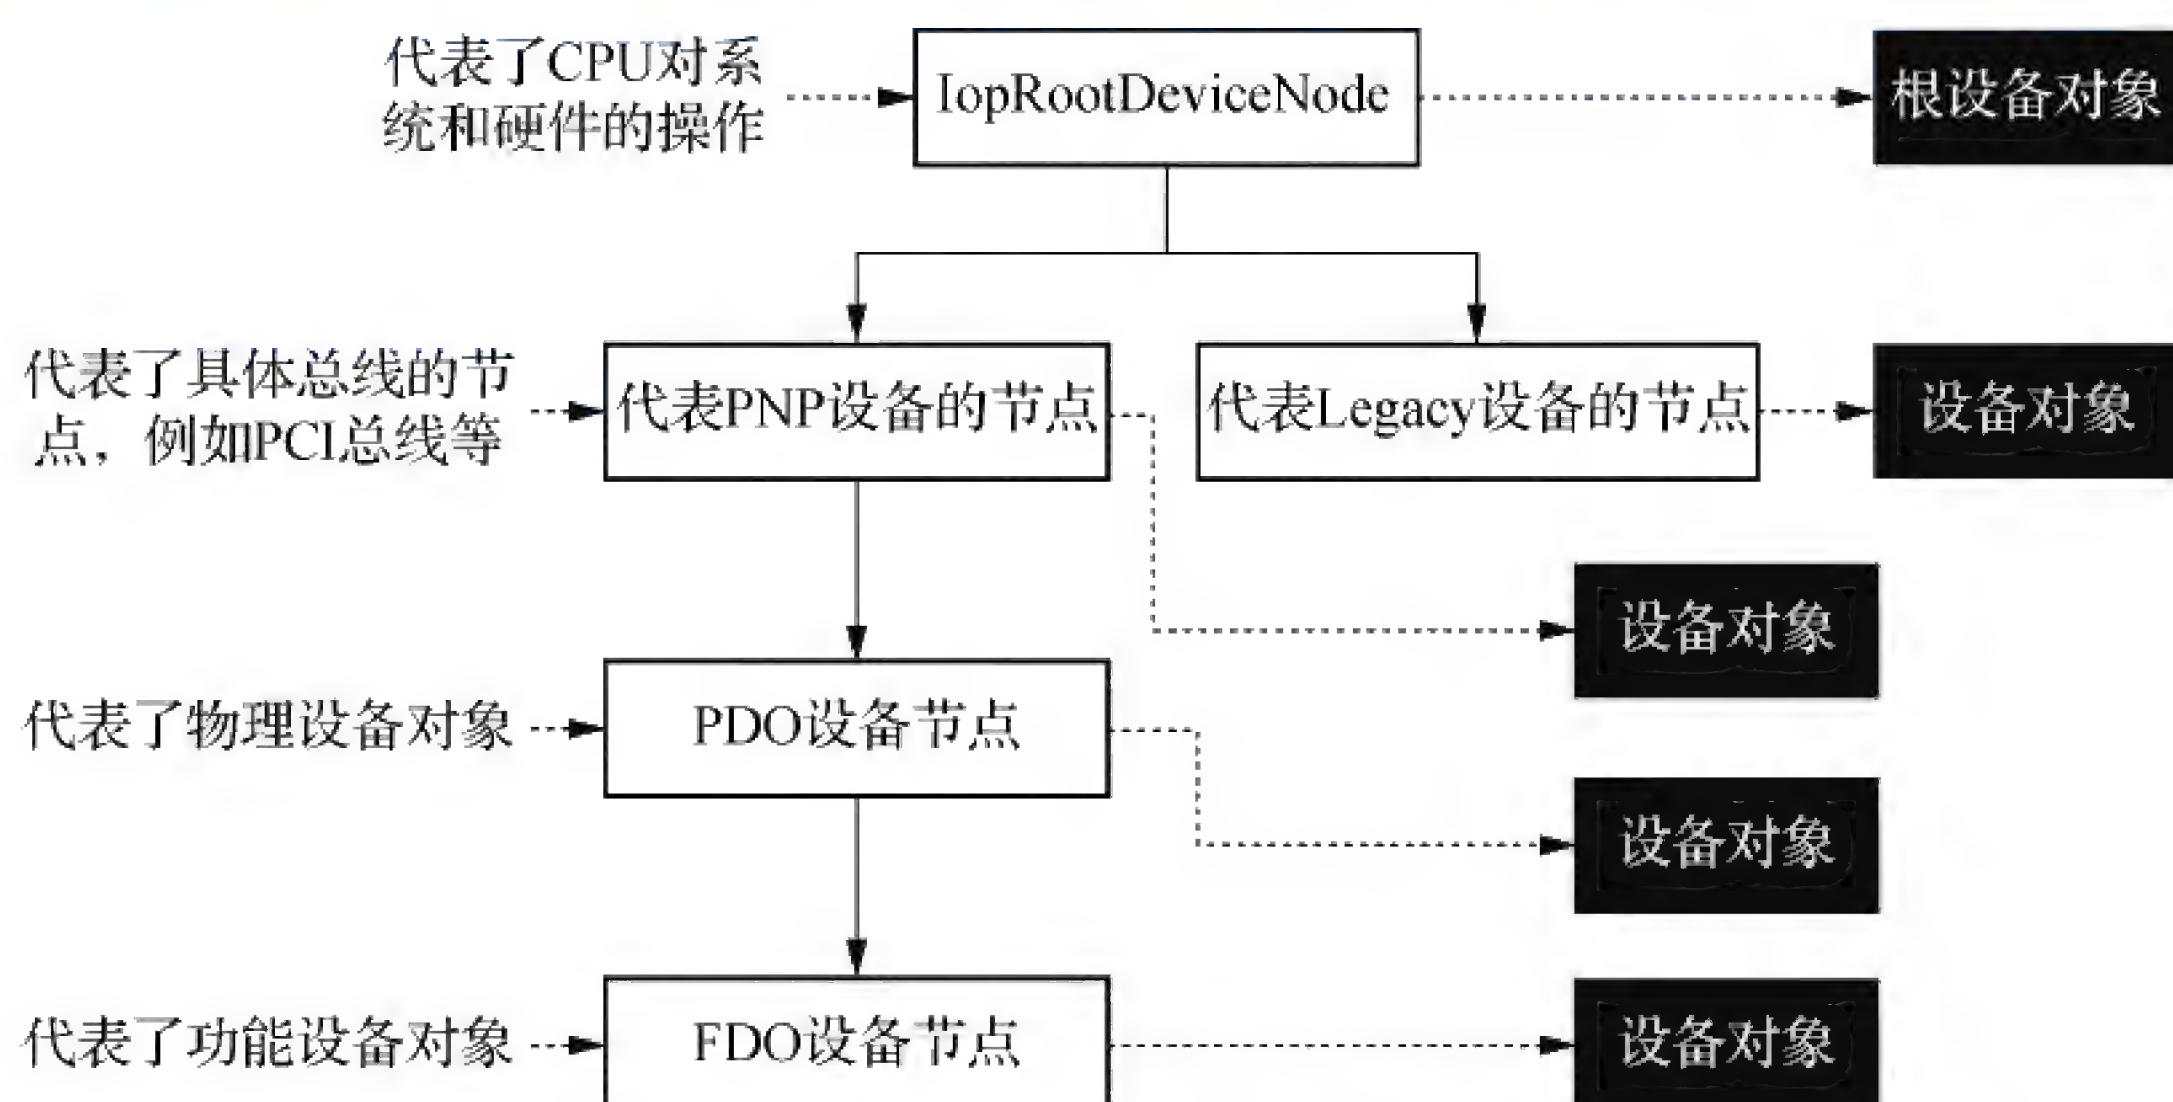 代表了CPU对系
统和硬件的操作
IopRootDeviceNode
根设备对象
代表了具体总线的节
点，例如PCI总线等
代表PNP设备的节点
代表Legacy设备的节点
设备对象
设备对象
代表了物理设备对象
PDO设备节点
设备对象
代表了功能设备对象
FDO设备节点
设备对象